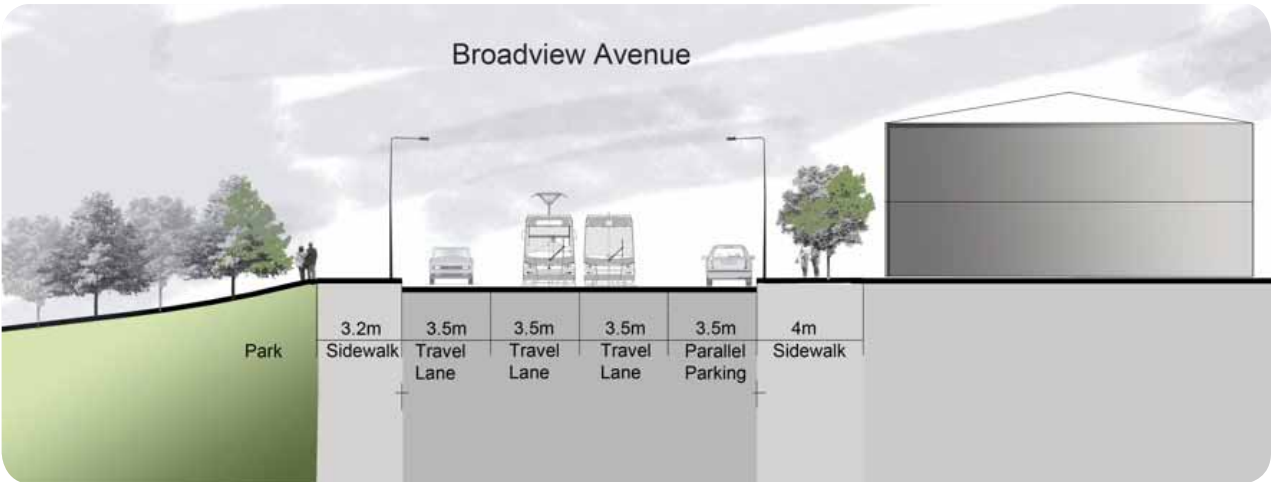 Broadview Avenue
3.2m 3.5m 3.5m 3.5m 3.5m 4m
Park Sidewalk Travel Travel Travel Parallel Sidewalk
Lane Lane Lane Parking